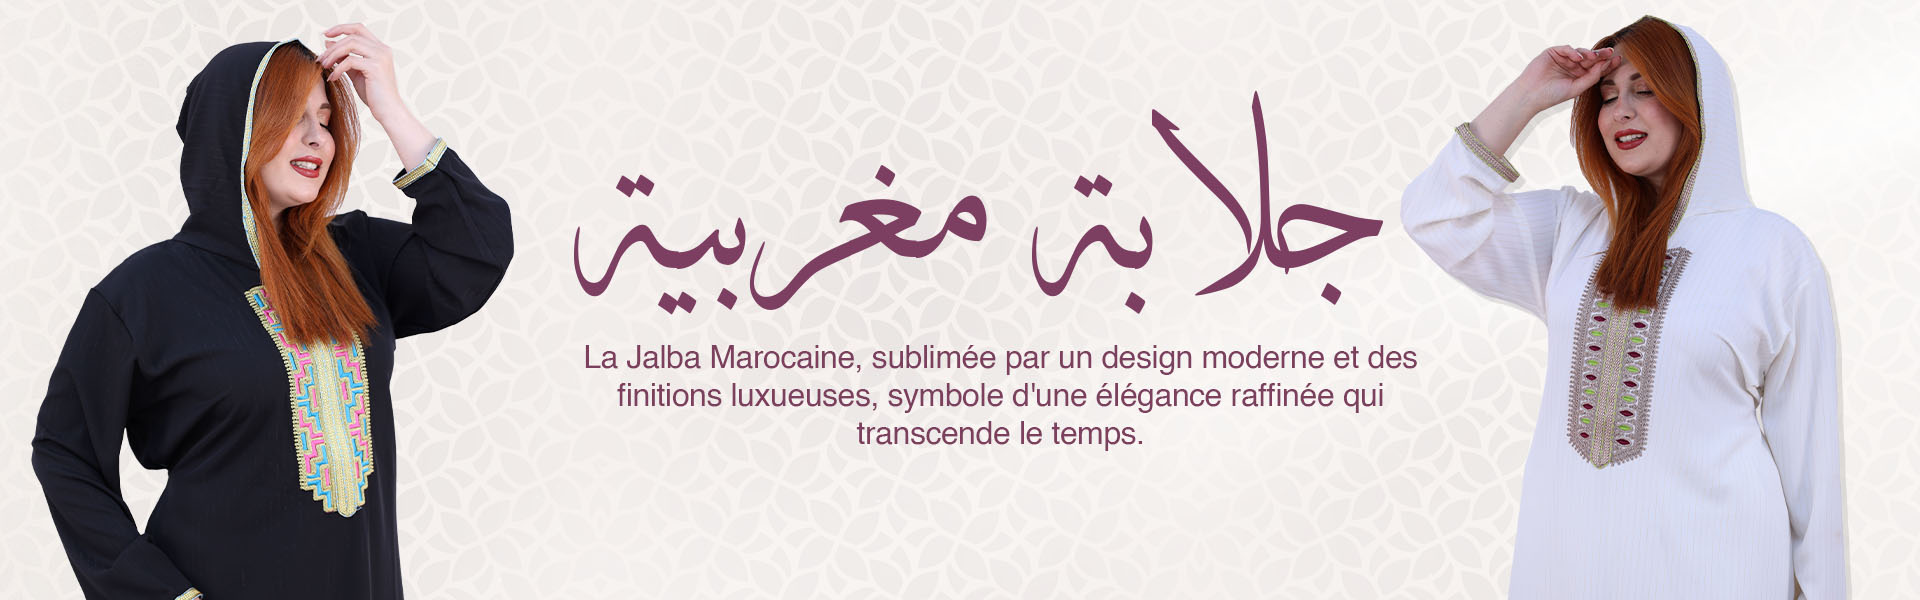 جلابة مغربية
La Jalba Marocaine, sublimée par un design moderne et des
finitions luxueuses, symbole d'une élégance raffinée qui
transcende le temps.